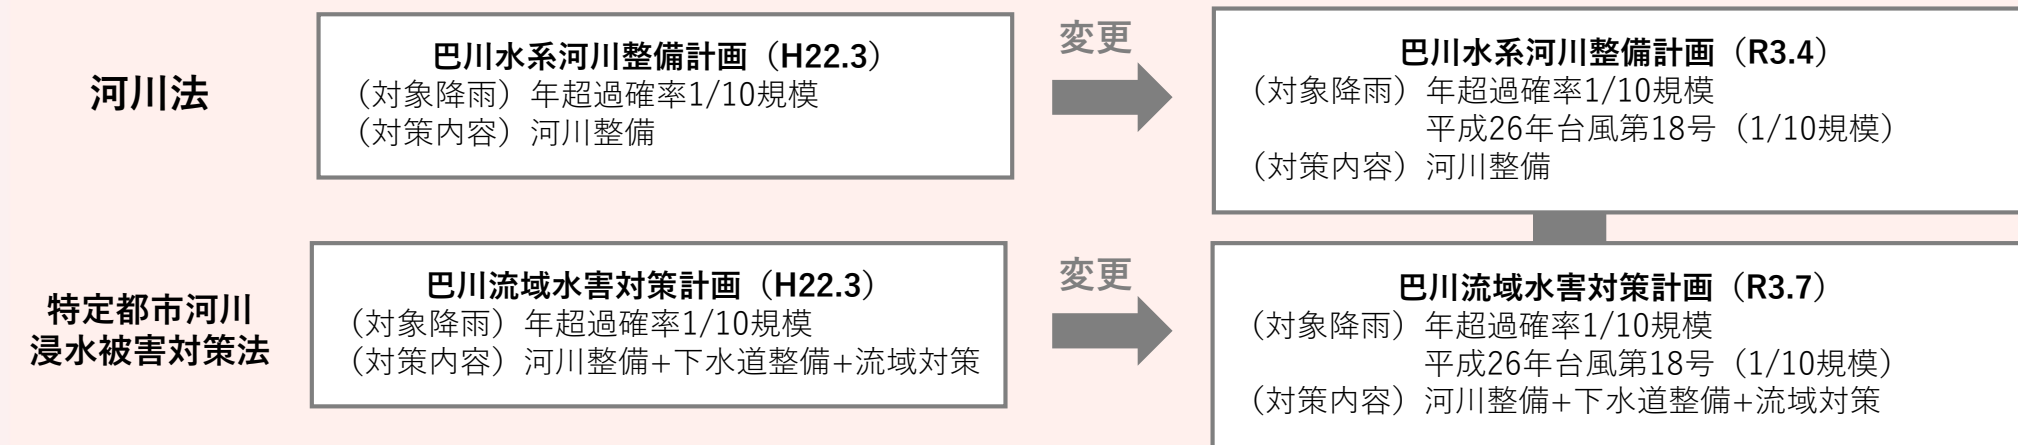 河川法
巴川水系河川整備計画（H22.3）
（対象降雨）年超過確率1/10規模
（対策内容）河川整備
変更
巴川水系河川整備計画（R3.4）
（対象降雨）年超過確率1/10規模
平成26年台風第18号（1/10規模）
（対策内容）河川整備
特定都市河川
浸水被害対策法
巴川流域水害対策計画（H22.3）
（対象降雨）年超過確率1/10規模
（対策内容）河川整備+下水道整備+流域対策
変更
巴川流域水害対策計画（R3.7）
（対象降雨）年超過確率1/10規模
平成26年台風第18号（1/10規模）
（対策内容）河川整備+下水道整備+流域対策